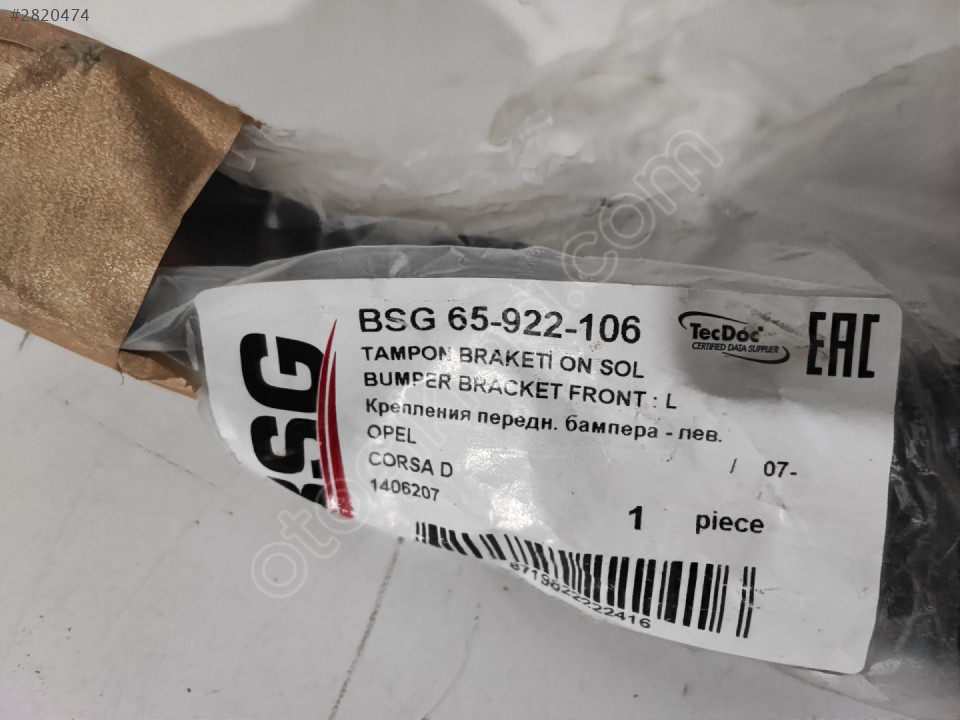 #2820474
BSG 65-922-106
TecDoc
CERTIFIED DATA SUPPLIER
EAC
TAMPON BRAKETİ ON SOL
BUMPER BRACKET FRONT : L
Крепления передн. бампера - лев.
OPEL
/ 07-
CORSA D
1406207
1 piece
BSG